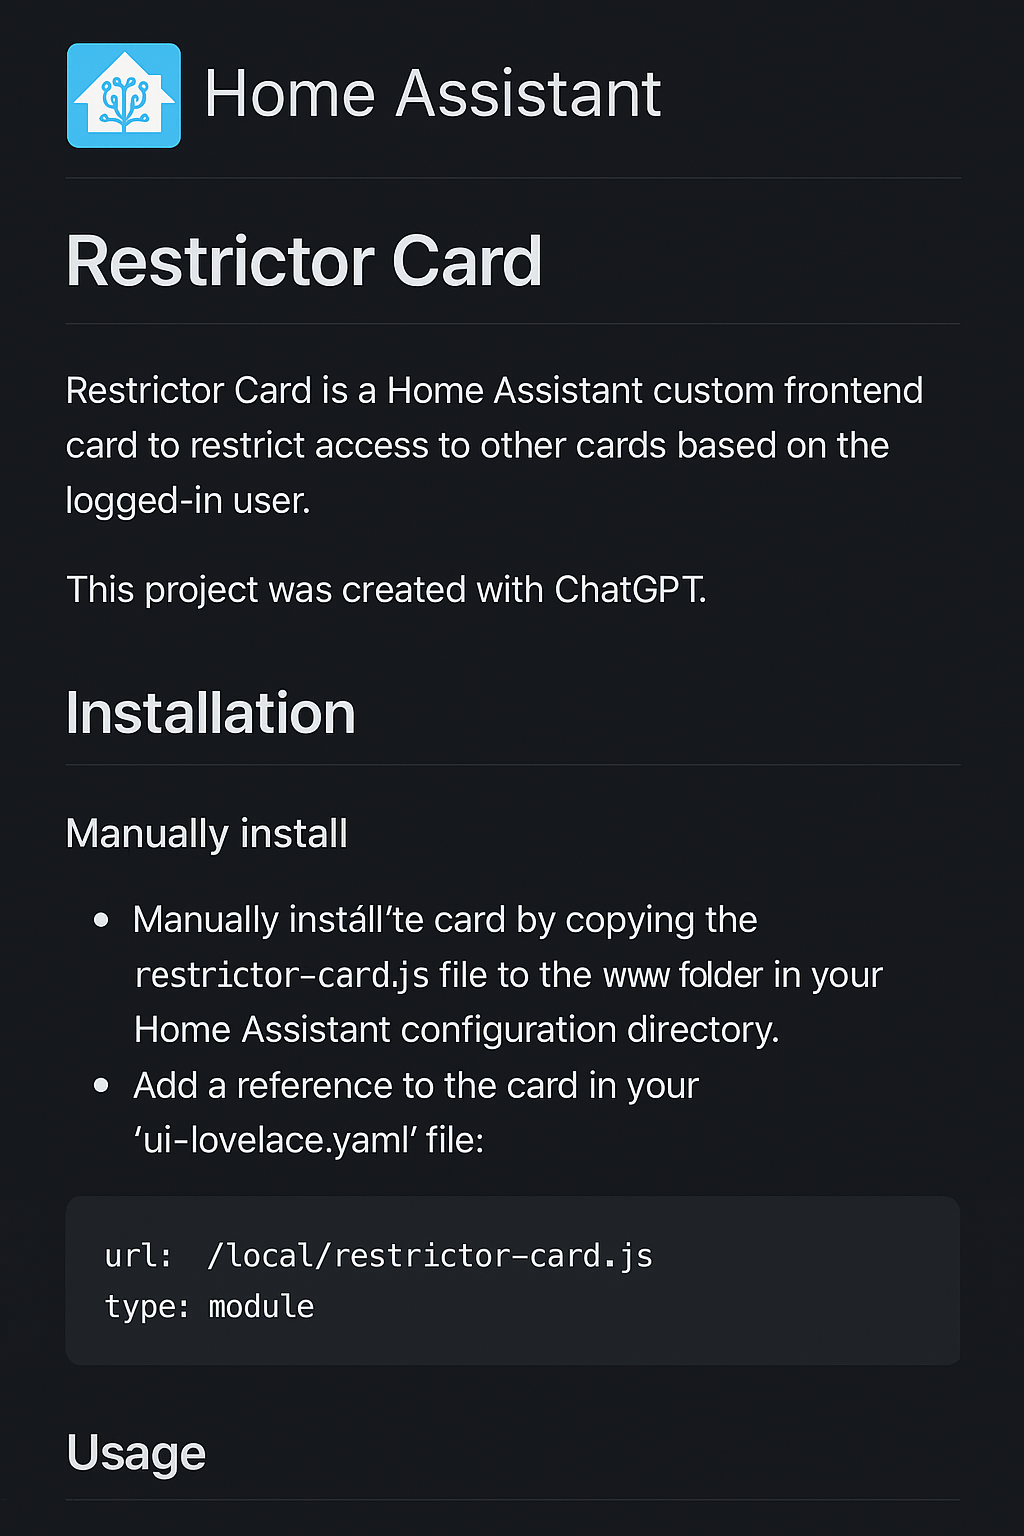 Home Assistant
Restrictor Card
Restrictor Card is a Home Assistant custom frontend
card to restrict access to other cards based on the
logged-in user.
This project was created with ChatGPT.
Installation
Manually install
• Manually instáll’te card by copying the
restrictor-card.js file to the www folder in your
Home Assistant configuration directory.
• Add a reference to the card in your
‘ui-lovelace.yaml’ file:
url:  /local/restrictor-card.js
type: module
Usage